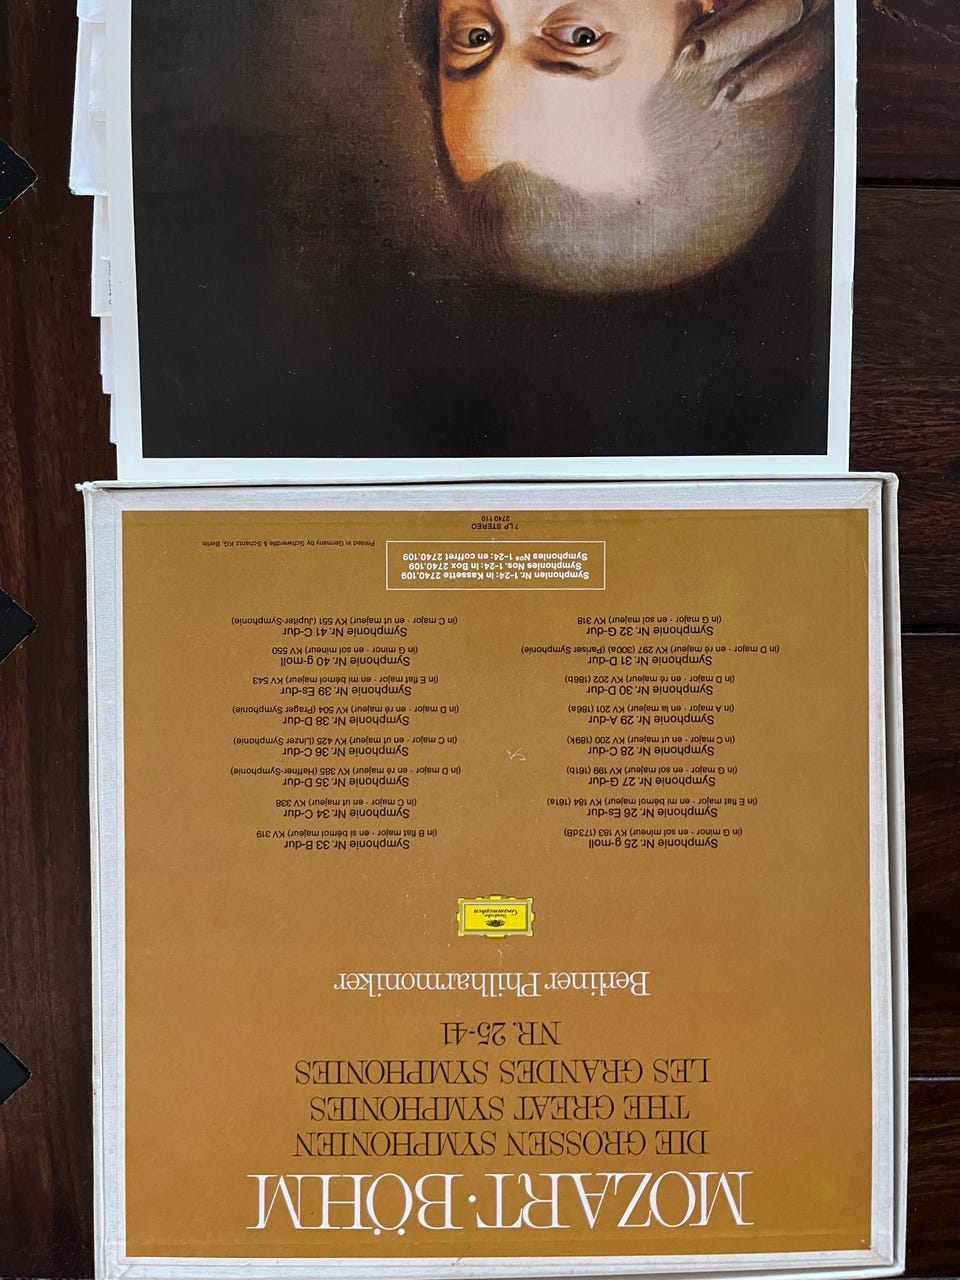 MOZART · BÖHM
DIE GROSSEN SYMPHONIEN
THE GREAT SYMPHONIES
LES GRANDES SYMPHONIES
NR. 25-41
Berliner Philharmoniker
Deutsche
Grammophon
Symphonie Nr. 25 g-moll
(in G minor · en sol mineur) KV 183 (173dB)
Symphonie Nr. 26 Es-dur
(in E flat major · en mi bémol majeur) KV 184 (161a)
Symphonie Nr. 27 G-dur
(in G major · en sol majeur) KV 199 (161b)
Symphonie Nr. 28 C-dur
(in C major · en ut majeur) KV 200 (189k)
Symphonie Nr. 29 A-dur
(in A major · en la majeur) KV 201 (186a)
Symphonie Nr. 30 D-dur
(in D major · en ré majeur) KV 202 (186b)
Symphonie Nr. 31 D-dur
(in D major · en ré majeur) KV 297 (300a) (Pariser Symphonie)
Symphonie Nr. 32 G-dur
(in G major · en sol majeur) KV 318
Symphonie Nr. 33 B-dur
(in B flat major · en si bémol majeur) KV 319
Symphonie Nr. 34 C-dur
(in C major · en ut majeur) KV 338
Symphonie Nr. 35 D-dur
(in D major · en ré majeur) KV 385 (Haffner-Symphonie)
Symphonie Nr. 36 C-dur
(in C major · en ut majeur) KV 425 (Linzer Symphonie)
Symphonie Nr. 38 D-dur
(in D major · en ré majeur) KV 504 (Prager Symphonie)
Symphonie Nr. 39 Es-dur
(in E flat major · en mi bémol majeur) KV 543
Symphonie Nr. 40 g-moll
(in G minor · en sol mineur) KV 550
Symphonie Nr. 41 C-dur
(in C major · en ut majeur) KV 551 (Jupiter-Symphonie)
Symphonien Nr. 1-24: in Kassette 2740.109
Symphonies Nos. 1-24: in Box 2740.109
Symphonies Nos 1-24: en coffret 2740.109
Printed in Germany by Schwerdtle & Schantz KG, Berlin
7 LP STEREO
2740 110